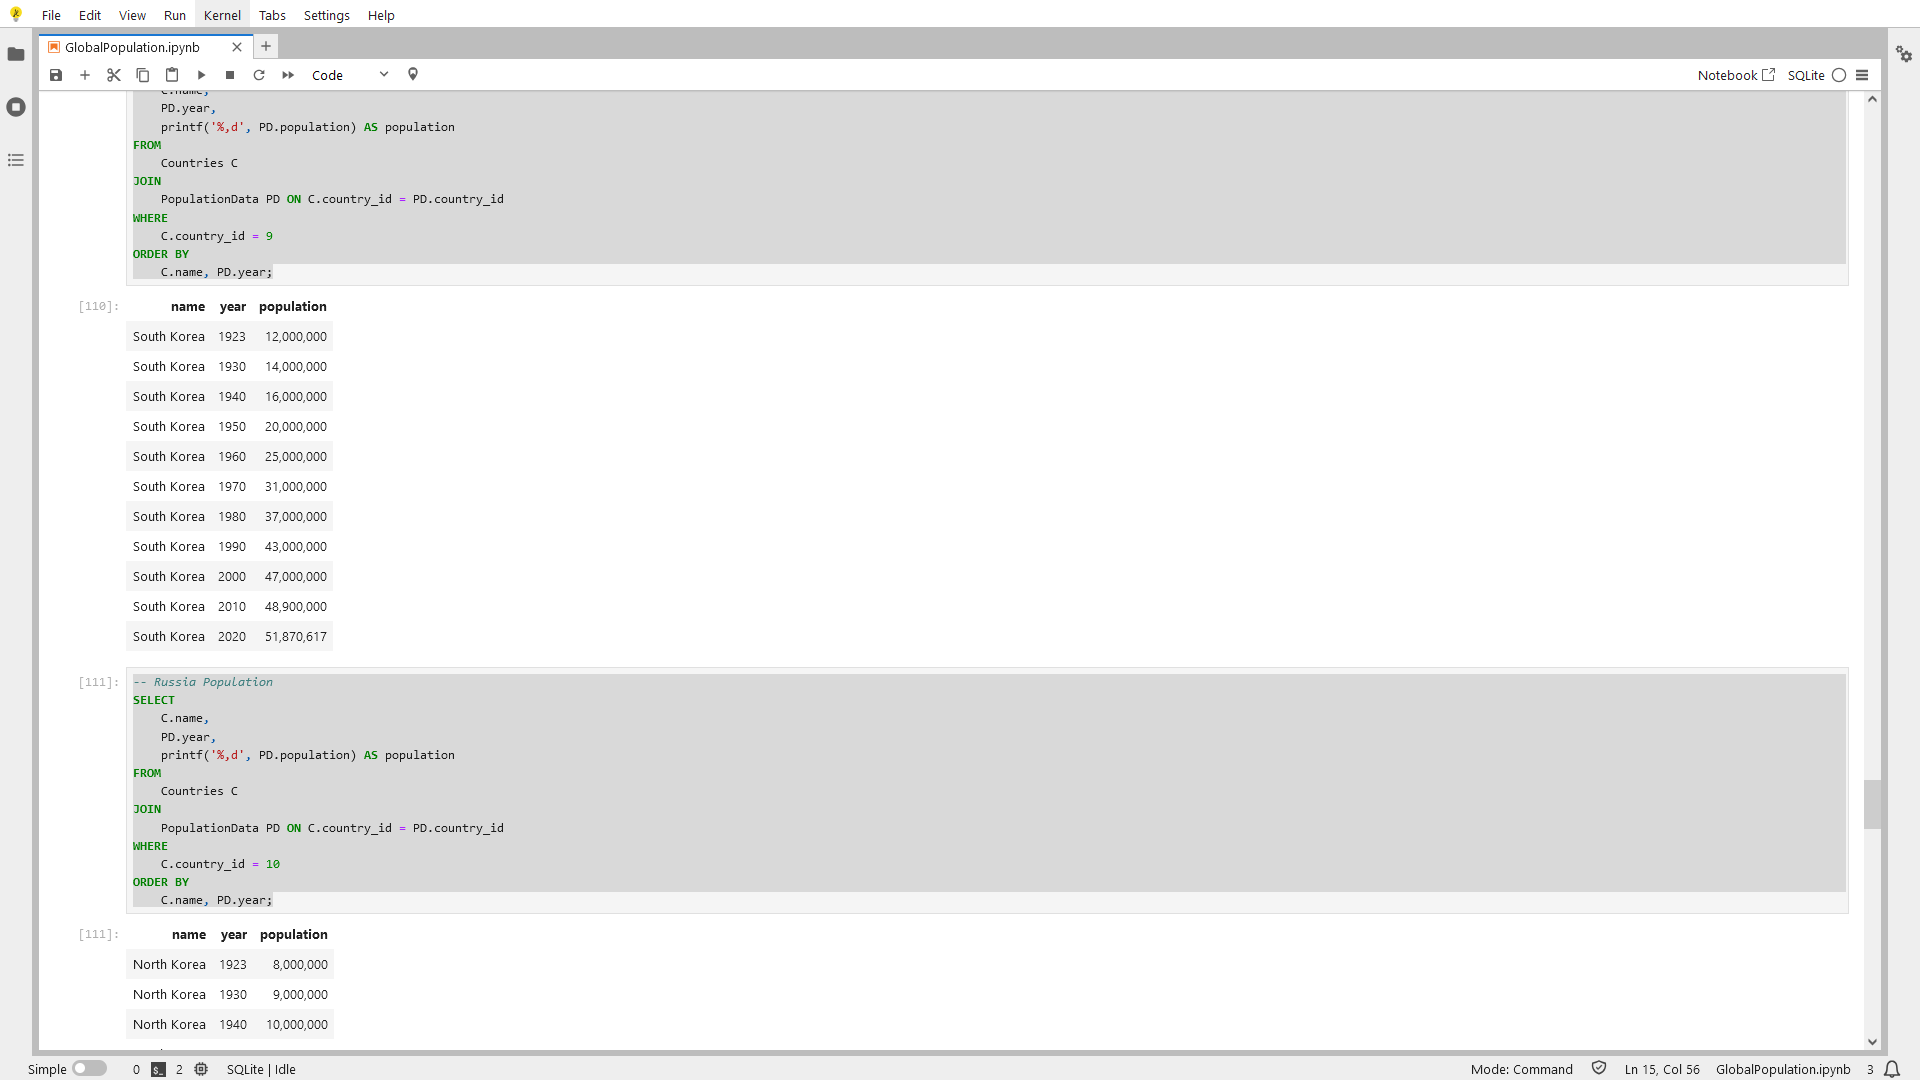 File Edit View Run Kernel Tabs Settings Help
GlobalPopulation.ipynb
Code
Notebook SQLite
C.name,
PD.year,
printf('%,d', PD.population) AS population
FROM
Countries C
JOIN
PopulationData PD ON C.country_id = PD.country_id
WHERE
C.country_id = 9
ORDER BY
C.name, PD.year;
[110]: name year population
South Korea 1923 12,000,000
South Korea 1930 14,000,000
South Korea 1940 16,000,000
South Korea 1950 20,000,000
South Korea 1960 25,000,000
South Korea 1970 31,000,000
South Korea 1980 37,000,000
South Korea 1990 43,000,000
South Korea 2000 47,000,000
South Korea 2010 48,900,000
South Korea 2020 51,870,617
[111]: -- Russia Population
SELECT
C.name,
PD.year,
printf('%,d', PD.population) AS population
FROM
Countries C
JOIN
PopulationData PD ON C.country_id = PD.country_id
WHERE
C.country_id = 10
ORDER BY
C.name, PD.year;
[111]: name year population
North Korea 1923 8,000,000
North Korea 1930 9,000,000
North Korea 1940 10,000,000
Simple 0 $_ 2 SQLite | Idle Mode: Command Ln 15, Col 56 GlobalPopulation.ipynb 3